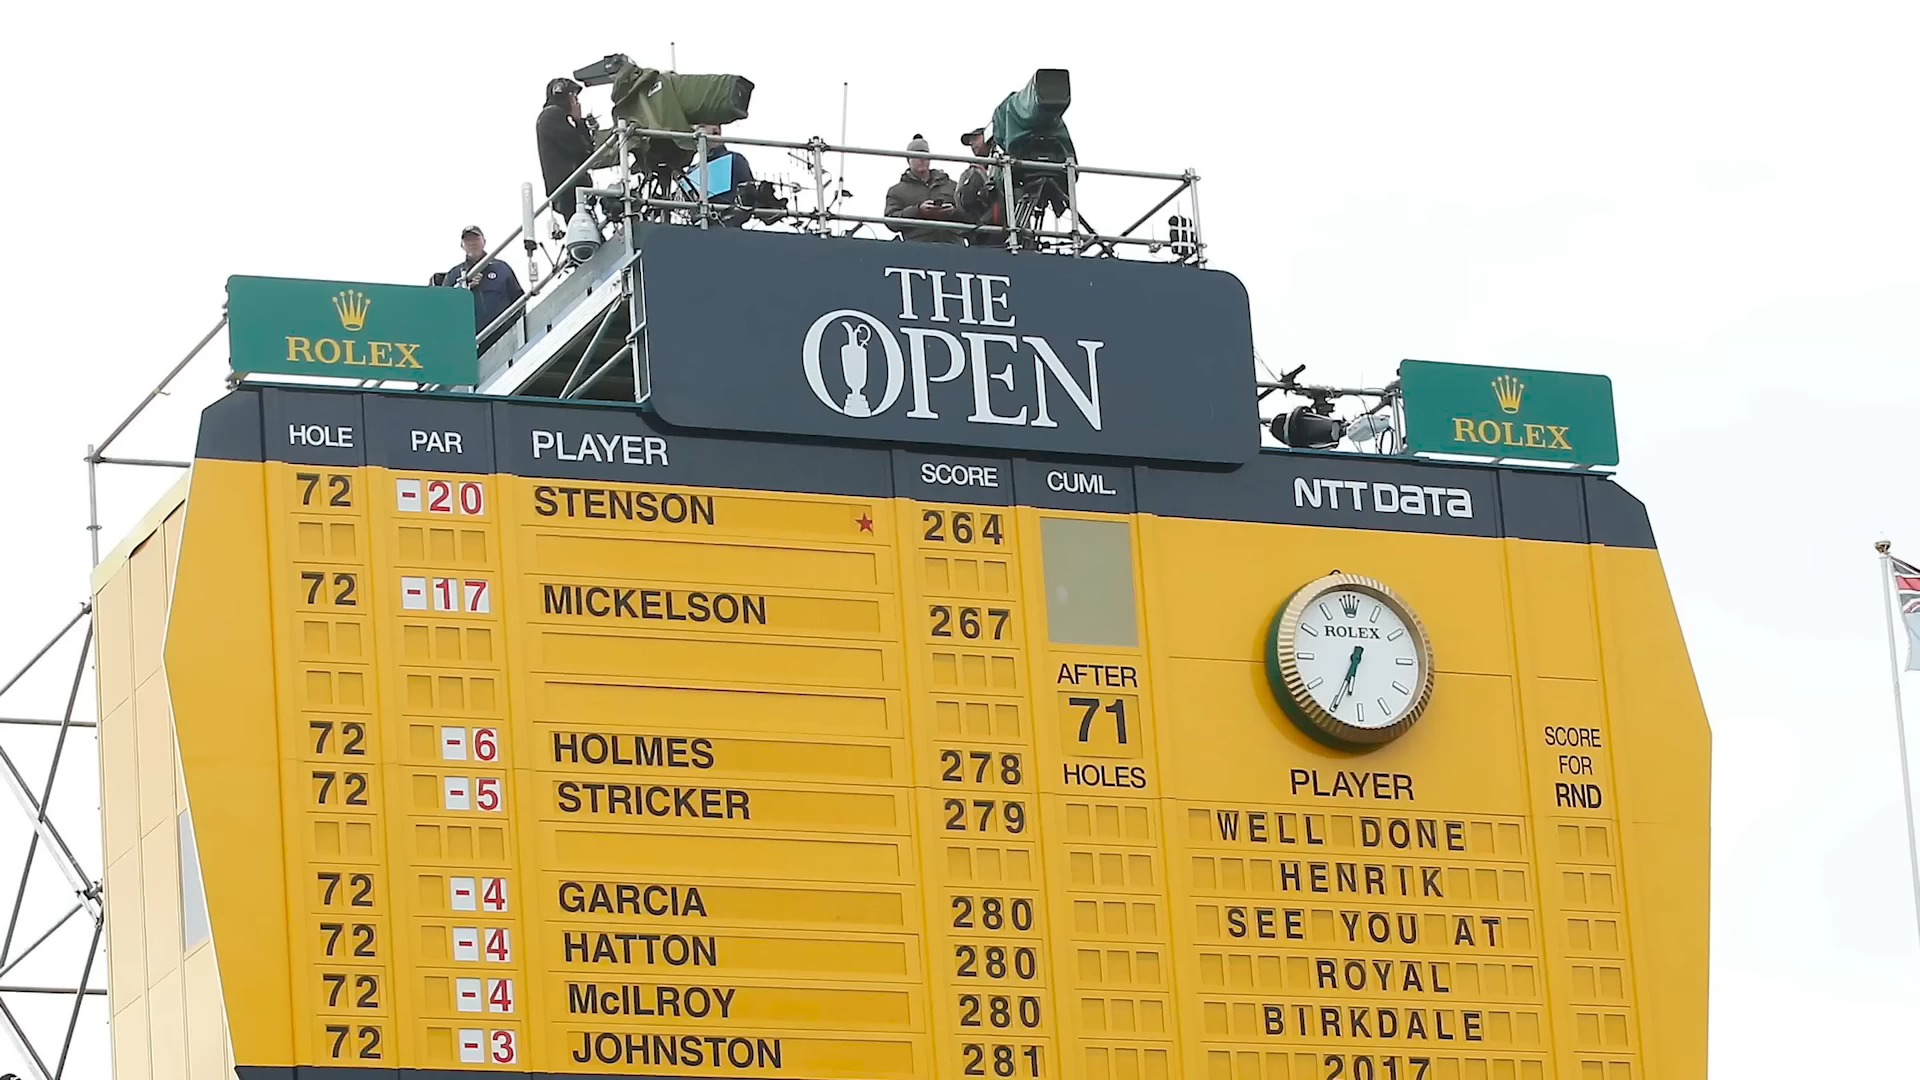 THE
OPEN
ROLEX
ROLEX
HOLE PAR PLAYER SCORE CUML. NTT DATA
72 -20 STENSON 264
72 -17 MICKELSON 267
72 -6 HOLMES 278
72 -5 STRICKER 279
72 -4 GARCIA 280
72 -4 HATTON 280
72 -4 McILROY 280
72 -3 JOHNSTON 281
AFTER
71
HOLES
ROLEX
PLAYER
SCORE
FOR
RND
WELL DONE
HENRIK
SEE YOU AT
ROYAL
BIRKDALE
2017